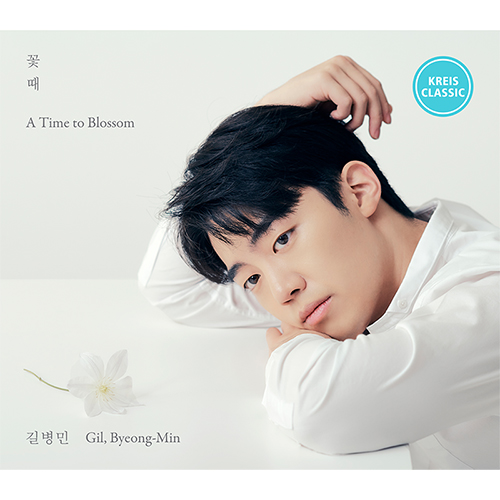 꽃
때
A Time to Blossom
KREIS
CLASSIC
길병민 Gil, Byeong-Min